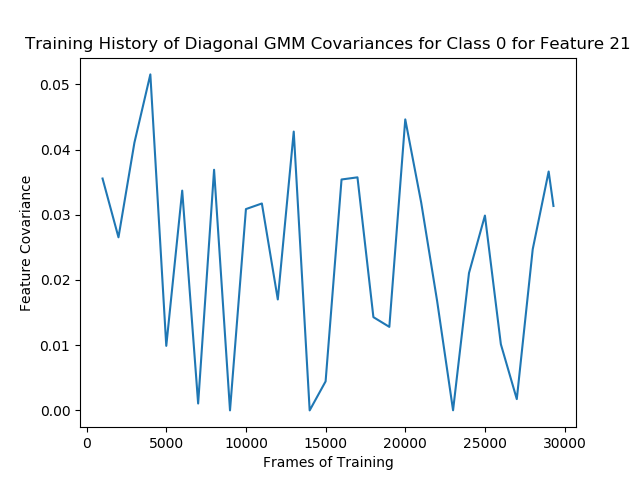 Training History of Diagonal GMM Covariances for Class 0 for Feature 21
0.05
0.04
0.03
0.02
0.01
0.00
Feature Covariance
0 5000 10000 15000 20000 25000 30000
Frames of Training